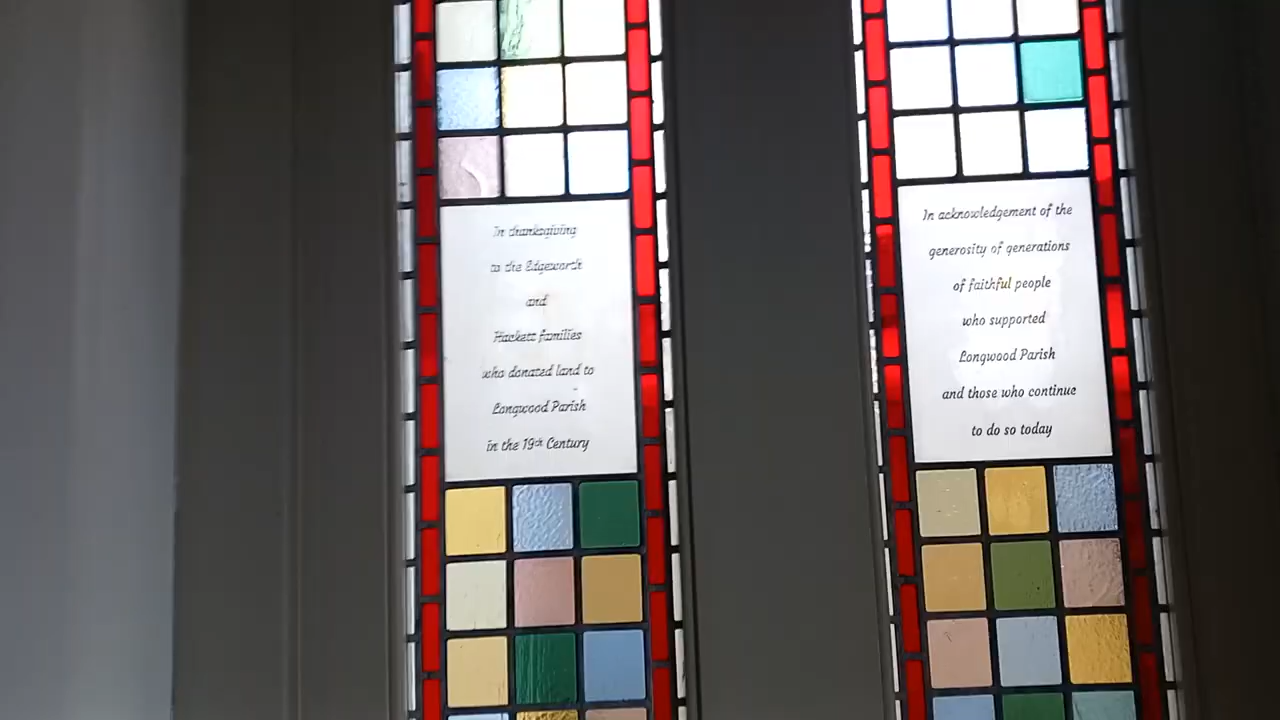 In thanksgiving
to the Edgeworth
and
Hackett families
who donated land to
Longwood Parish
in the 19th Century
In acknowledgement of the
generosity of generations
of faithful people
who supported
Longwood Parish
and those who continue
to do so today